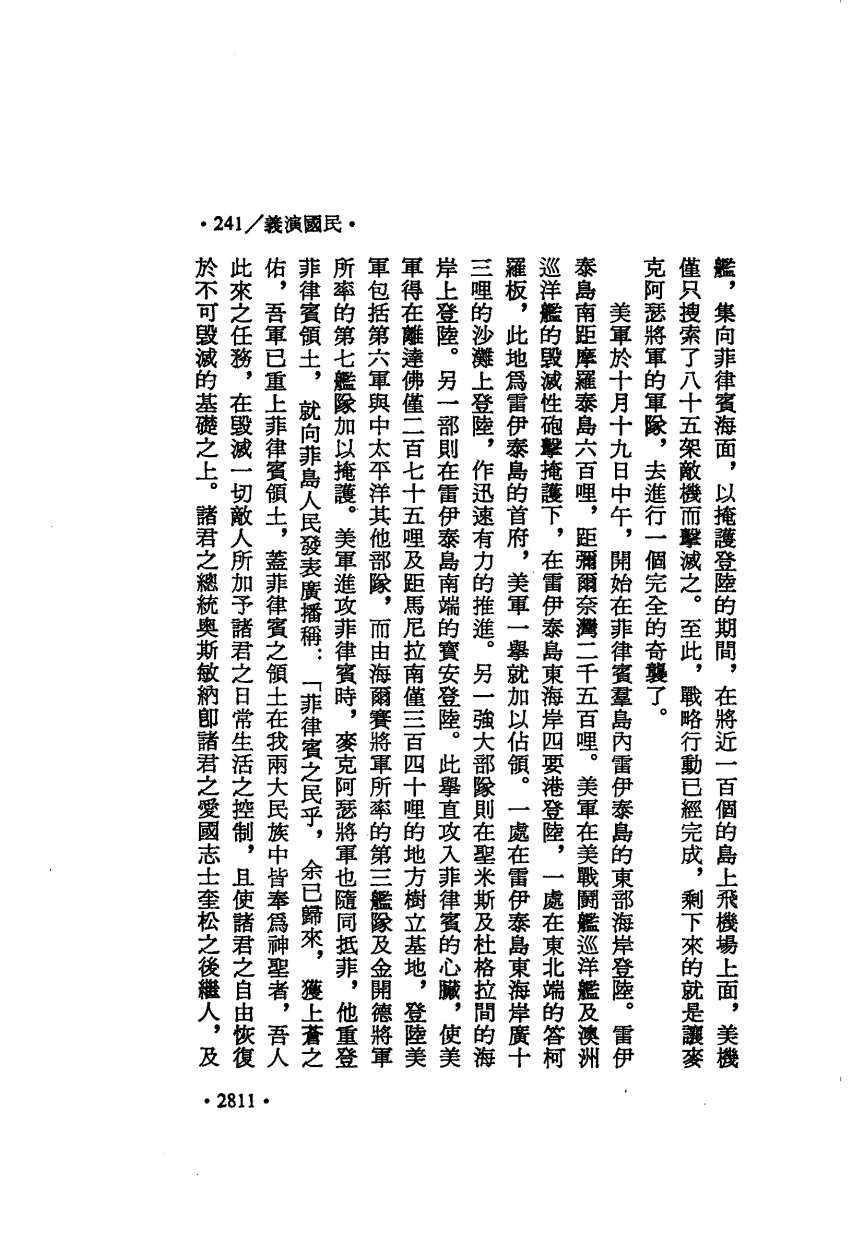 •241／義演國民•
艦，集向菲律賓海面，以掩護登陸的期間，在將近一百個的島上飛機場上面，美機
僅只搜索了八十五架敵機而擊滅之。至此，戰略行動已經完成，剩下來的就是讓麥
克阿瑟將軍的軍隊，去進行一個完全的奇襲了。
美軍於十月十九日中午，開始在菲律賓羣島內雷伊泰島的東部海岸登陸。雷伊
泰島南距摩羅泰島六百哩，距彌爾奈灣二千五百哩。美軍在美戰鬪艦巡洋艦及澳洲
巡洋艦的毀滅性砲擊掩護下，在雷伊泰島東海岸四要港登陸，一處在東北端的答柯
羅板，此地爲雷伊泰島的首府，美軍一舉就加以佔領。一處在雷伊泰島東海岸廣十
三哩的沙灘上登陸，作迅速有力的推進。另一強大部隊則在聖米斯及杜格拉間的海
岸上登陸。另一部則在雷伊泰島南端的寶安登陸。此舉直攻入菲律賓的心臟，使美
軍得在離達佛僅二百七十五哩及距馬尼拉南僅三百四十哩的地方樹立基地，登陸美
軍包括第六軍與中太平洋其他部隊，而由海爾賽將軍所率的第三艦隊及金開德將軍
所率的第七艦隊加以掩護。美軍進攻菲律賓時，麥克阿瑟將軍也隨同抵菲，他重登
菲律賓領土，就向菲島人民發表廣播稱：「菲律賓之民乎，余已歸來，獲上蒼之
佑，吾軍已重上菲律賓領土，蓋菲律賓之領土在我兩大民族中皆奉爲神聖者，吾人
此來之任務，在毀滅一切敵人所加予諸君之日常生活之控制，且使諸君之自由恢復
於不可毀滅的基礎之上。諸君之總統奧斯敏納卽諸君之愛國志士奎松之後繼人，及
•2811•